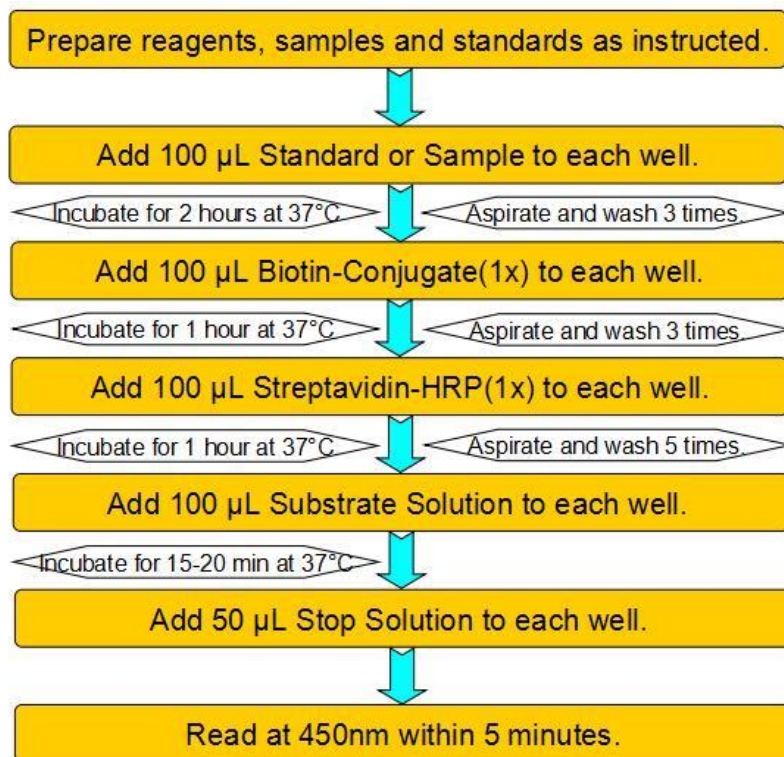 Prepare reagents, samples and standards as instructed.
Add 100 µL Standard or Sample to each well.
Incubate for 2 hours at 37°C
Aspirate and wash 3 times.
Add 100 µL Biotin-Conjugate(1x) to each well.
Incubate for 1 hour at 37°C
Aspirate and wash 3 times.
Add 100 µL Streptavidin-HRP(1x) to each well.
Incubate for 1 hour at 37°C
Aspirate and wash 5 times.
Add 100 µL Substrate Solution to each well.
Incubate for 15-20 min at 37°C
Add 50 µL Stop Solution to each well.
Read at 450nm within 5 minutes.